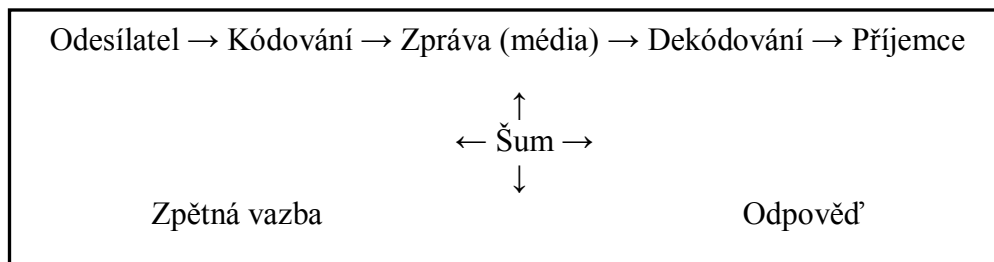 Odesílatel → Kódování → Zpráva (média) → Dekódování → Příjemce
↑
← Šum →
↓
Zpětná vazba Odpověď